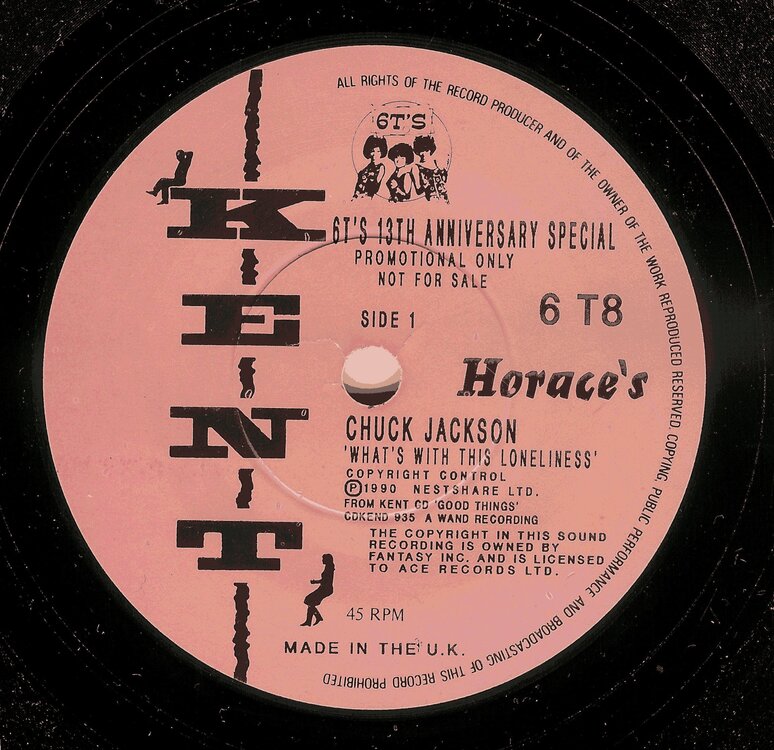 ALL RIGHTS OF THE RECORD PRODUCER AND OF THE OWNER OF THE WORK REPRODUCED RESERVED. COPYING, PUBLIC PERFORMANCE AND BROADCASTING OF THIS RECORD PROHIBITED
6T'S
KENT
6T'S 13TH ANNIVERSARY SPECIAL
PROMOTIONAL ONLY
NOT FOR SALE
SIDE 1
6 T8
Horace's
CHUCK JACKSON
'WHAT'S WITH THIS LONELINESS'
COPYRIGHT CONTROL
Ⓟ1990 NESTSHARE LTD.
FROM KENT CD 'GOOD THINGS'
CDKEND 935 A WAND RECORDING
THE COPYRIGHT IN THIS SOUND
RECORDING IS OWNED BY
FANTASY INC. AND IS LICENSED
TO ACE RECORDS LTD.
45 RPM
MADE IN THE U.K.